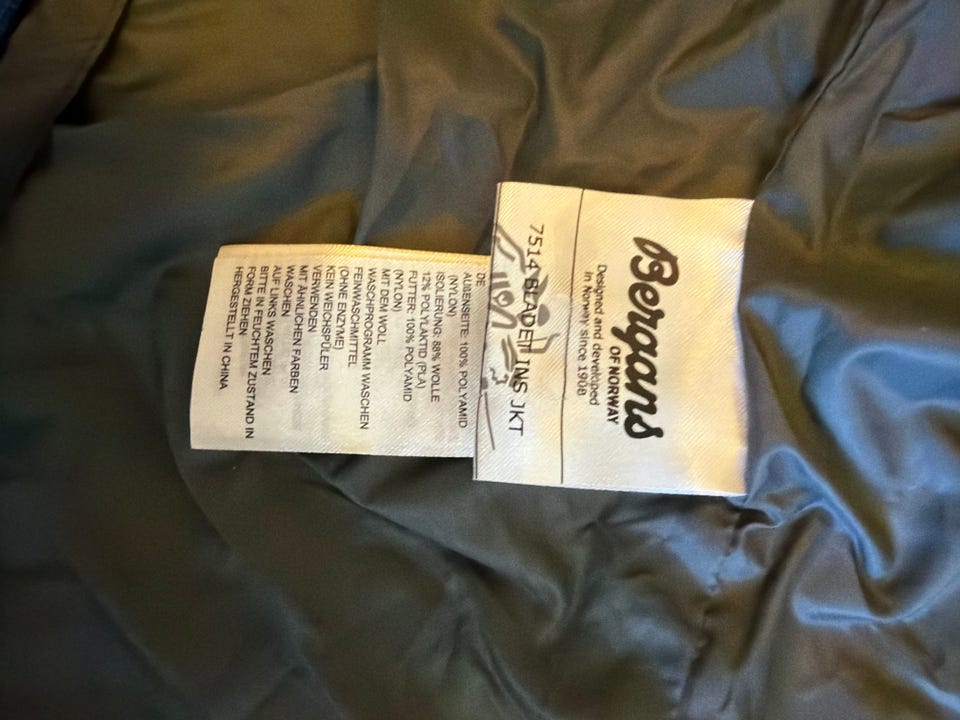 Bergans
OF NORWAY
Designed and developed
in Norway since 1908
7514 BLADET INS JKT
DE
AUßENSEITE: 100% POLYAMID
(NYLON)
ISOLIERUNG: 88% WOLLE
12% POLYLAKTID (PLA)
FUTTER: 100% POLYAMID
(NYLON)
MIT DEM WOLL
WASCHPROGRAMM WASCHEN
FEINWASCHMITTEL
(OHNE ENZYME)
KEIN WEICHSPÜLER
VERWENDEN
MIT ÄHNLICHEN FARBEN
WASCHEN
AUF LINKS WASCHEN
BITTE IN FEUCHTEM ZUSTAND IN
FORM ZIEHEN
HERGESTELLT IN CHINA